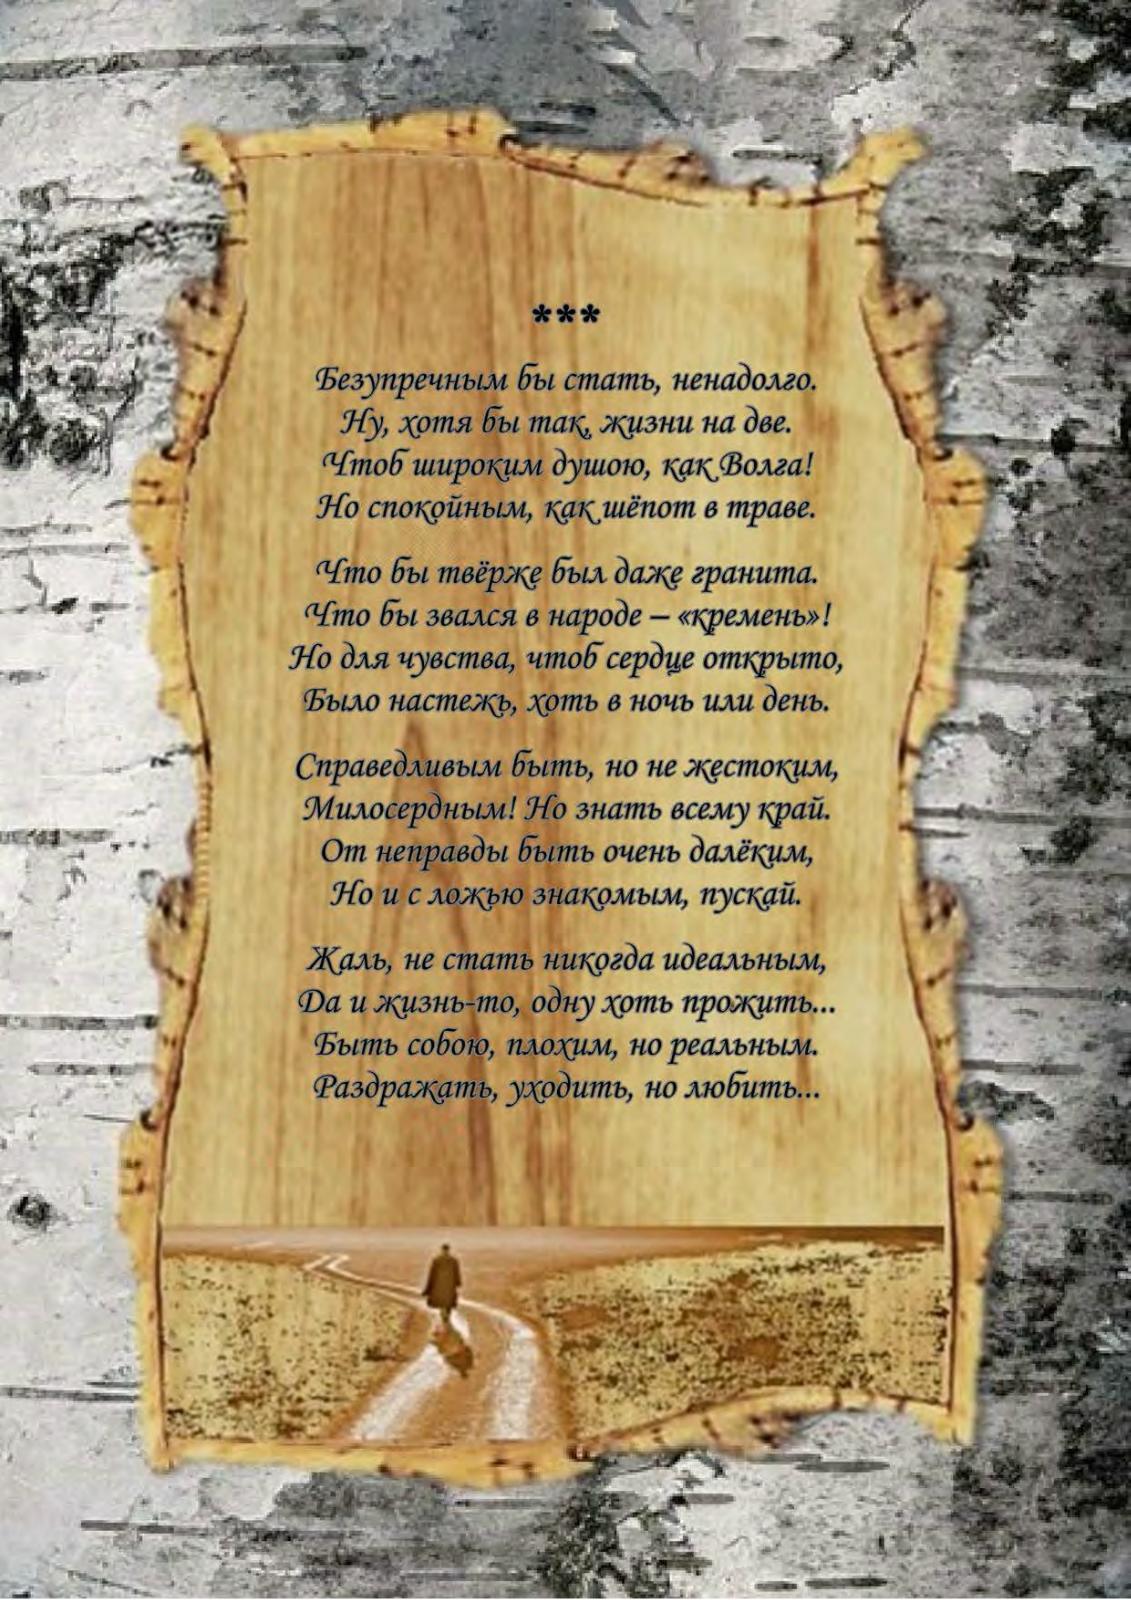 ***
Безупречным бы стать, ненадолго.
Ну, хотя бы так, жизни на две.
Чтоб широким душою, как Волга!
Но спокойным, как шёпот в траве.
Что бы твёрже был даже гранита.
Что бы звался в народе – «кремень»!
Но для чувства, чтоб сердце открыто,
Было настежь, хоть в ночь или день.
Справедливым быть, но не жестоким,
Милосердным! Но знать всему край.
От неправды быть очень далёким,
Но и с ложью знакомым, пускай.
Жаль, не стать никогда идеальным,
Да и жизнь-то, одну хоть прожить...
Быть собою, плохим, но реальным.
Раздражать, уходить, но любить...